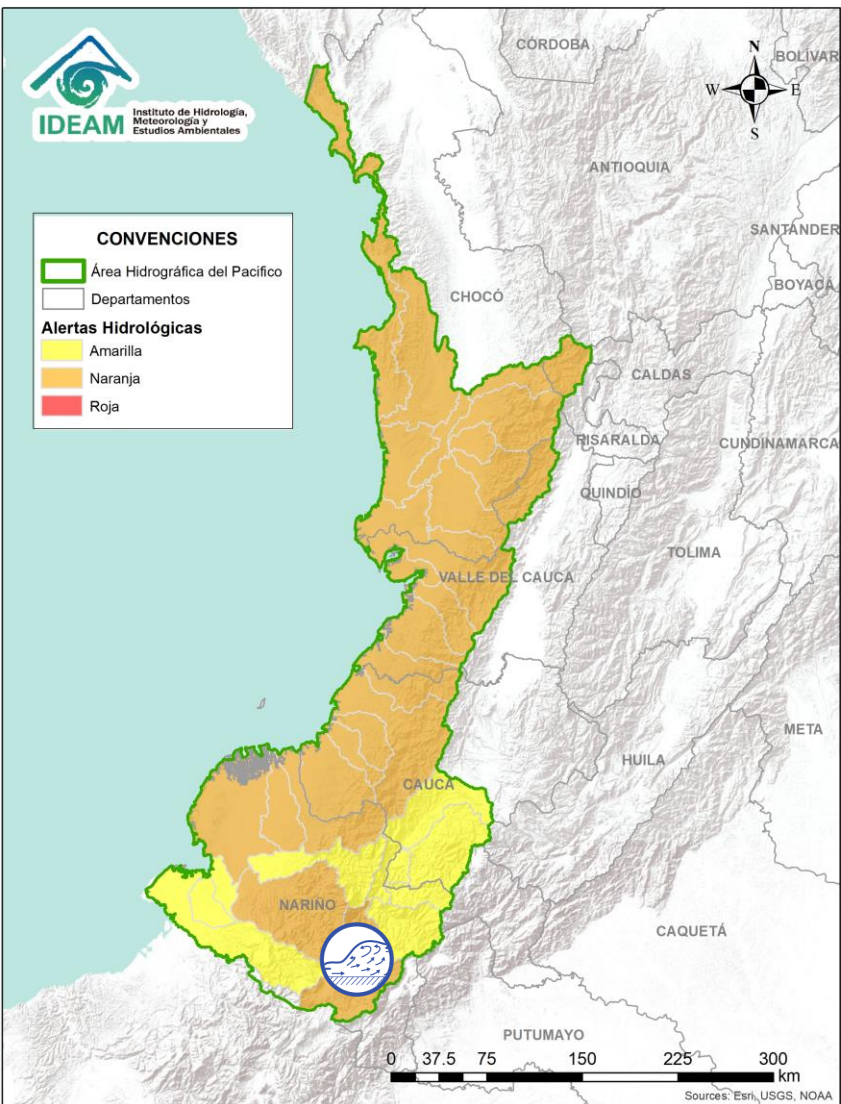 IDEAM
Instituto de Hidrología,
Meteorología y
Estudios Ambientales
CÓRDOBA
N
BOLÍVAR
W
E
S
ANTIOQUIA
SANTANDER
CONVENCIONES
Área Hidrográfica del Pacifico
Departamentos
Alertas Hidrológicas
Amarilla
Naranja
Roja
BOYACÁ
CHOCÓ
CALDAS
RISARALDA
CUNDINAMARCA
QUINDÍO
TOLIMA
VALLE DEL CAUCA
META
HUILA
CAUCA
NARIÑO
CAQUETÁ
PUTUMAYO
0 37.5 75 150 225 300
km
Sources: Esri, USGS, NOAA